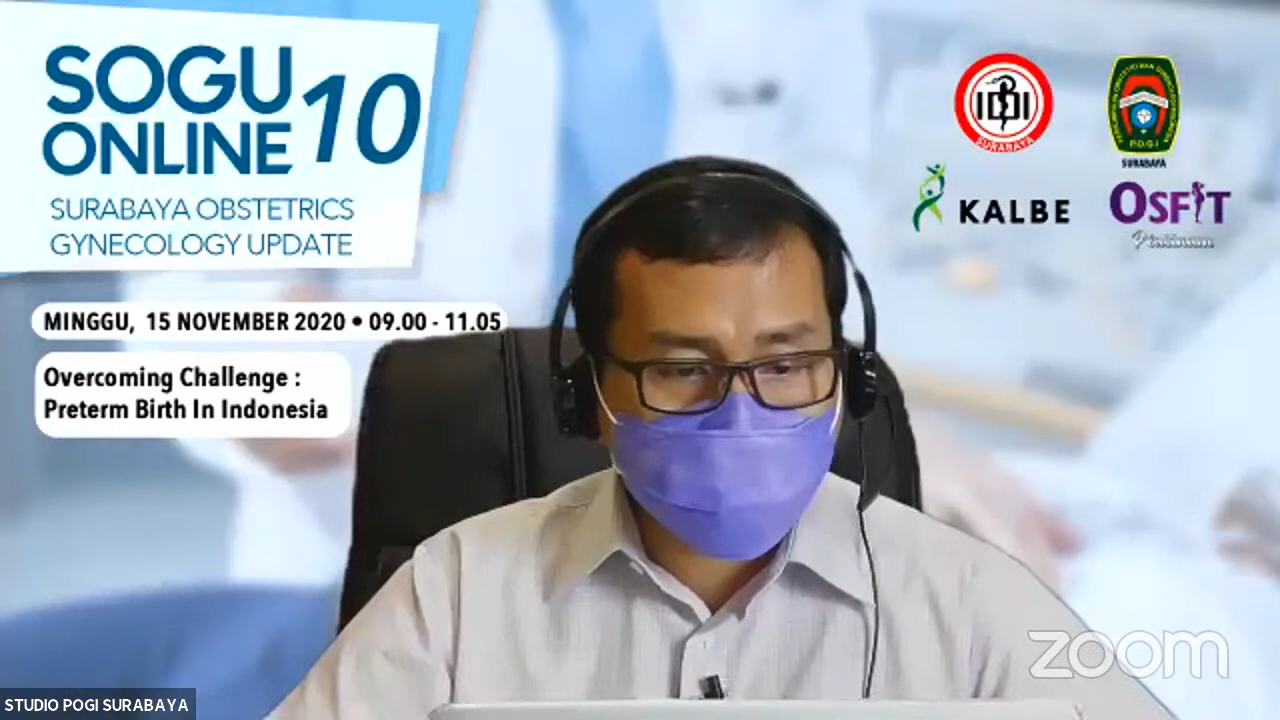 SOGU
ONLINE 10
SURABAYA OBSTETRICS
GYNECOLOGY UPDATE
MINGGU, 15 NOVEMBER 2020 • 09.00 - 11.05
Overcoming Challenge :
Preterm Birth In Indonesia
IDI
SURABAYA
P.O.G.I
SURABAYA
KALBE
OSFIT
Platinum
zoom
STUDIO POGI SURABAYA